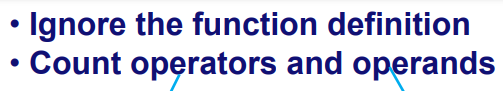 • Ignore the function definition
• Count operators and operands